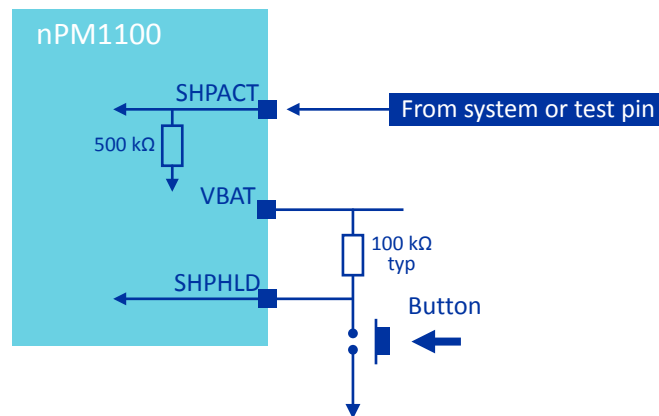 nPM1100
SHPACT
From system or test pin
500 kΩ
VBAT
100 kΩ
typ
SHPHLD
Button